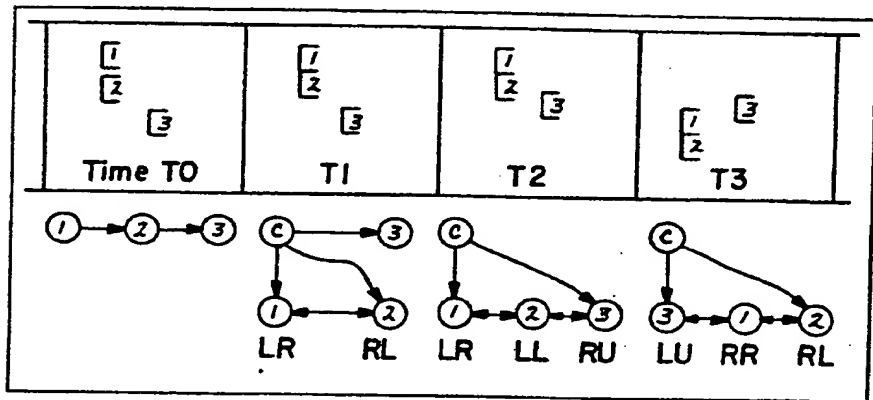 1 1 1
2 2 2 3 1 3
3 3 2
Time T0 T1 T2 T3
1 2 3 C 3 C C
1 2 1 2 3 3 1 2
LR RL LR LL RU LU RR RL